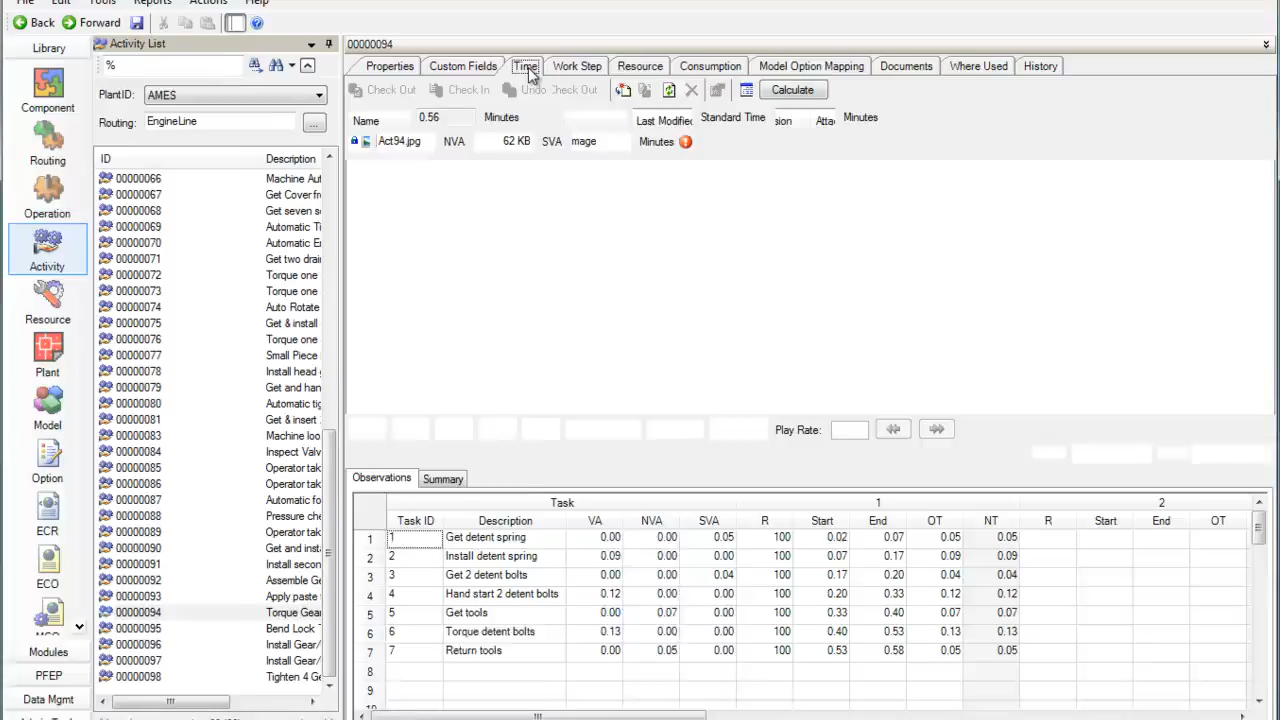 File Edit Tools Reports Actions Help
Back Forward
Library
Component
Routing
Operation
Activity
Resource
Plant
Model
Option
ECR
ECO
MCO
Modules
PFEP
Data Mgmt
Activity List
%
PlantID: AMES
Routing: EngineLine ...
ID Description
00000066 Machine Aut
00000067 Get Cover fr
00000068 Get seven s
00000069 Automatic Ti
00000070 Automatic Er
00000071 Get two drai
00000072 Torque one
00000073 Torque one
00000074 Auto Rotate
00000075 Get & install
00000076 Torque one
00000077 Small Piece
00000078 Install head
00000079 Get and han
00000080 Automatic tig
00000081 Get & insert
00000083 Machine loo
00000084 Inspect Valv
00000085 Operator tak
00000086 Operator tak
00000087 Automatic fo
00000088 Pressure che
00000089 Operator tak
00000090 Get and inst
00000091 Install secon
00000092 Assemble Ge
00000093 Apply paste
00000094 Torque Gear
00000095 Bend Lock T
00000096 Install Gear/
00000097 Install Gear/
00000098 Tighten 4 Ge
00000094
Properties Custom Fields Time Work Step Resource Consumption Model Option Mapping Documents Where Used History
Check Out Check In Undo Check Out Calculate
Name 0.56 Minutes Last Modified Standard Time sion Atta Minutes
Act94.jpg NVA 62 KB SVA mage Minutes
Play Rate:
Observations Summary
Task 1 2
Task ID Description VA NVA SVA R Start End OT NT R Start End OT
1 1 Get detent spring 0.00 0.00 0.05 100 0.02 0.07 0.05 0.05
2 2 Install detent spring 0.09 0.00 0.00 100 0.07 0.17 0.09 0.09
3 3 Get 2 detent bolts 0.00 0.00 0.04 100 0.17 0.20 0.04 0.04
4 4 Hand start 2 detent bolts 0.12 0.00 0.00 100 0.20 0.33 0.12 0.12
5 5 Get tools 0.00 0.07 0.00 100 0.33 0.40 0.07 0.07
6 6 Torque detent bolts 0.13 0.00 0.00 100 0.40 0.53 0.13 0.13
7 7 Return tools 0.00 0.05 0.00 100 0.53 0.58 0.05 0.05
8
9
10